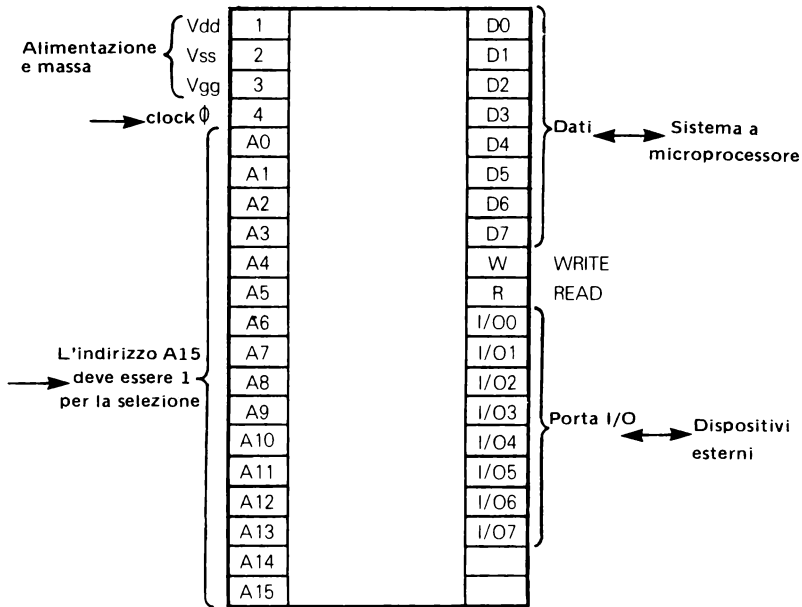 Alimentazione
e massa
Vdd
Vss
Vgg
clock ϕ
L'indirizzo A15
deve essere 1
per la selezione
1
2
3
4
A0
A1
A2
A3
A4
A5
A6
A7
A8
A9
A10
A11
A12
A13
A14
A15
D0
D1
D2
D3
D4
D5
D6
D7
W
R
I/O0
I/O1
I/O2
I/O3
I/O4
I/O5
I/O6
I/O7
Dati
Sistema a
microprocessore
WRITE
READ
Porta I/O
Dispositivi
esterni